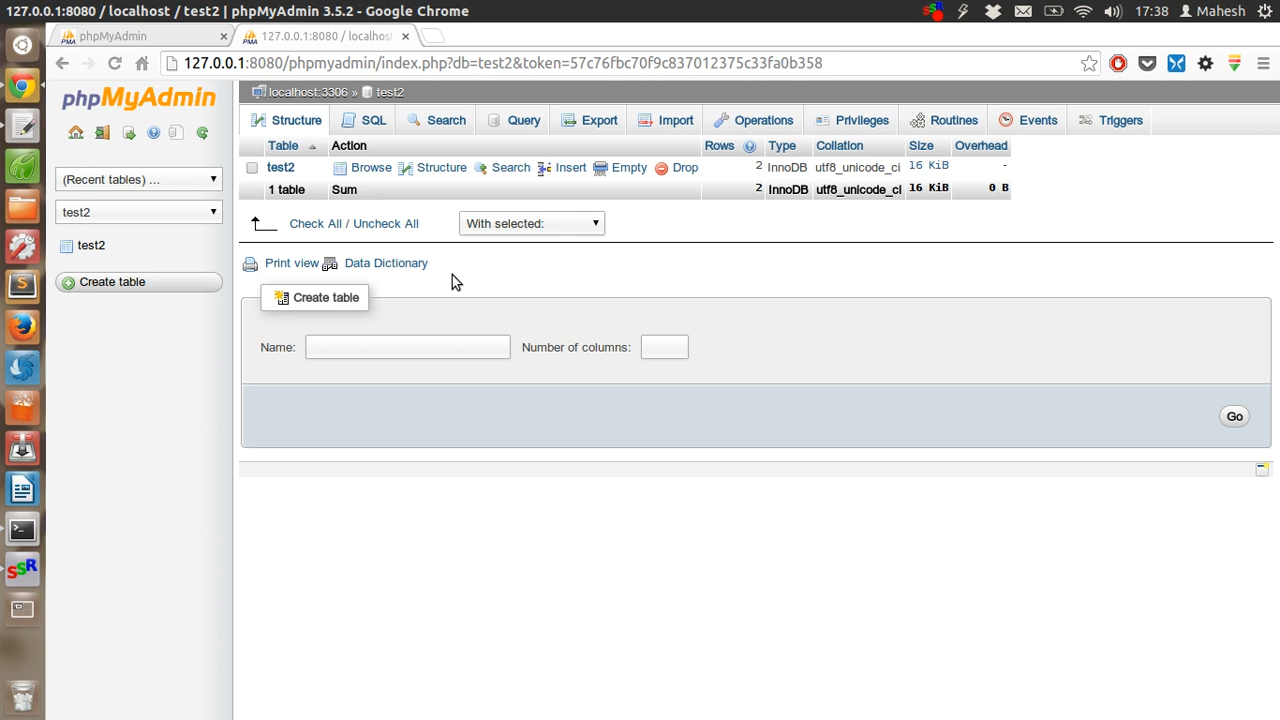 127.0.0.1:8080 / localhost / test2 | phpMyAdmin 3.5.2 - Google Chrome 17:38 Mahesh
phpMyAdmin × 127.0.0.1:8080 / localhos ×
127.0.0.1:8080/phpmyadmin/index.php?db=test2&token=57c76fbc70f9c837012375c33fa0b358
phpMyAdmin
(Recent tables) ...
test2
test2
Create table
localhost:3306 » test2
Structure SQL Search Query Export Import Operations Privileges Routines Events Triggers
Table Action Rows Type Collation Size Overhead
test2 Browse Structure Search Insert Empty Drop 2 InnoDB utf8_unicode_ci 16 KiB -
1 table Sum 2 InnoDB utf8_unicode_ci 16 KiB 0 B
Check All / Uncheck All With selected:
Print view Data Dictionary
Create table
Name: Number of columns:
Go